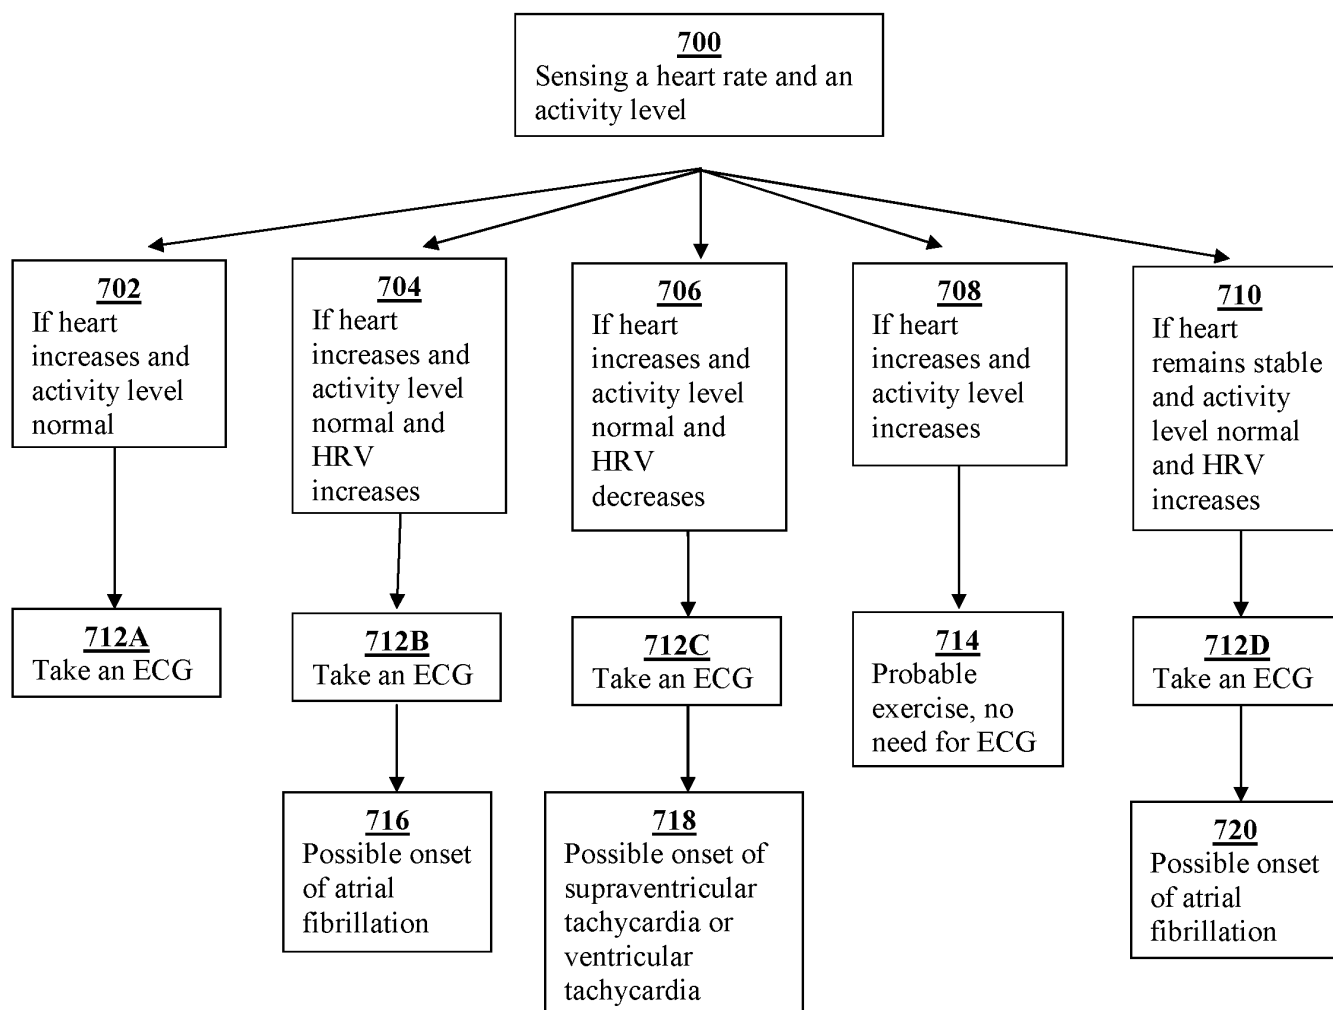 700
Sensing a heart rate and an
activity level
702
If heart
increases and
activity level
normal
704
If heart
increases and
activity level
normal and
HRV
increases
706
If heart
increases and
activity level
normal and
HRV
decreases
708
If heart
increases and
activity level
increases
710
If heart
remains stable
and activity
level normal
and HRV
increases
712A
Take an ECG
712B
Take an ECG
712C
Take an ECG
714
Probable
exercise, no
need for ECG
712D
Take an ECG
716
Possible onset
of atrial
fibrillation
718
Possible onset of
supraventricular
tachycardia or
ventricular
tachycardia
720
Possible onset
of atrial
fibrillation